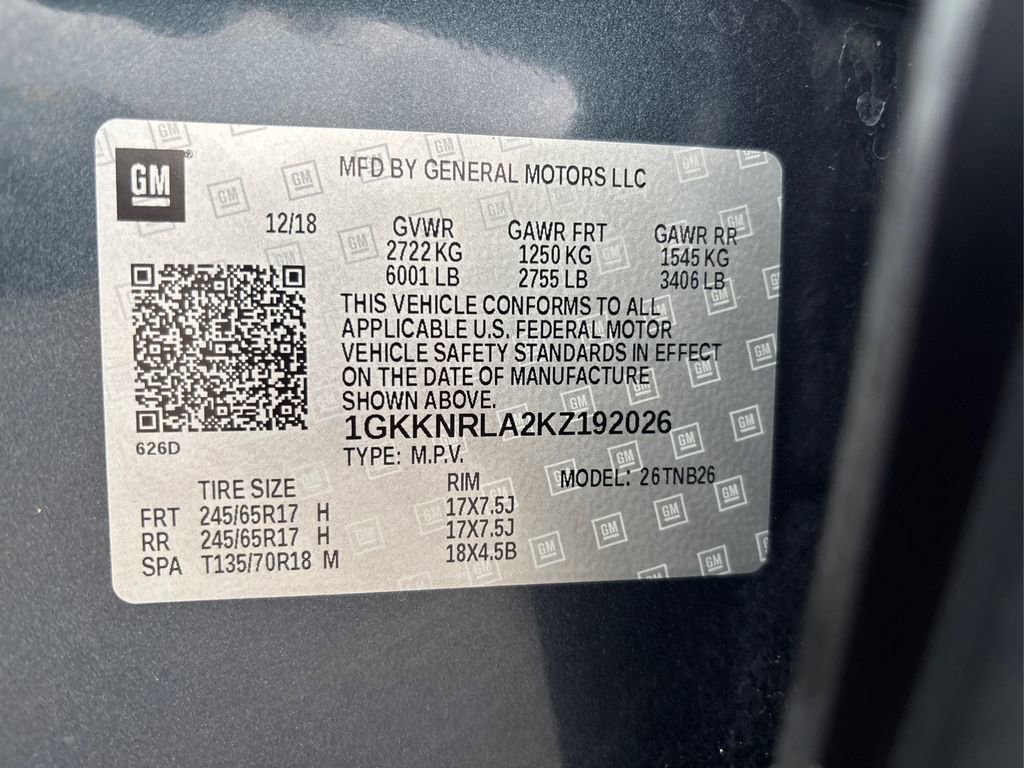 GM
MFD BY GENERAL MOTORS LLC
12/18 GVWR GAWR FRT GAWR RR
2722 KG 1250 KG 1545 KG
6001 LB 2755 LB 3406 LB
THIS VEHICLE CONFORMS TO ALL
APPLICABLE U.S. FEDERAL MOTOR
VEHICLE SAFETY STANDARDS IN EFFECT
ON THE DATE OF MANUFACTURE
SHOWN ABOVE.
626D
1GKKNRLA2KZ192026
TYPE: M.P.V.
MODEL: 26TNB26
TIRE SIZE RIM
FRT 245/65R17 H 17X7.5J
RR 245/65R17 H 17X7.5J
SPA T135/70R18 M 18X4.5B